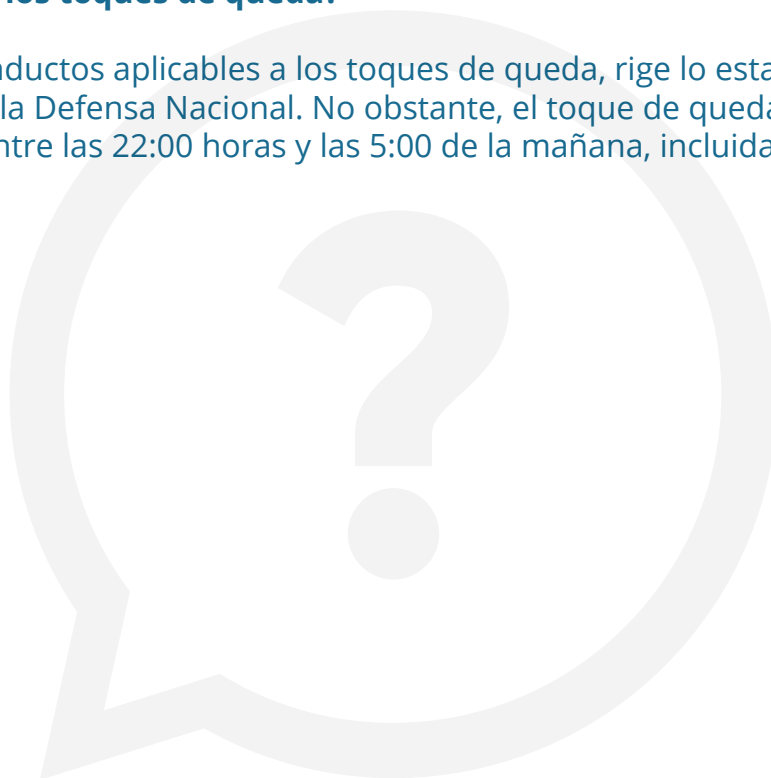 los toques de queda?
ductos aplicables a los toques de queda, rige lo esta
la Defensa Nacional. No obstante, el toque de queda
ntre las 22:00 horas y las 5:00 de la mañana, incluida